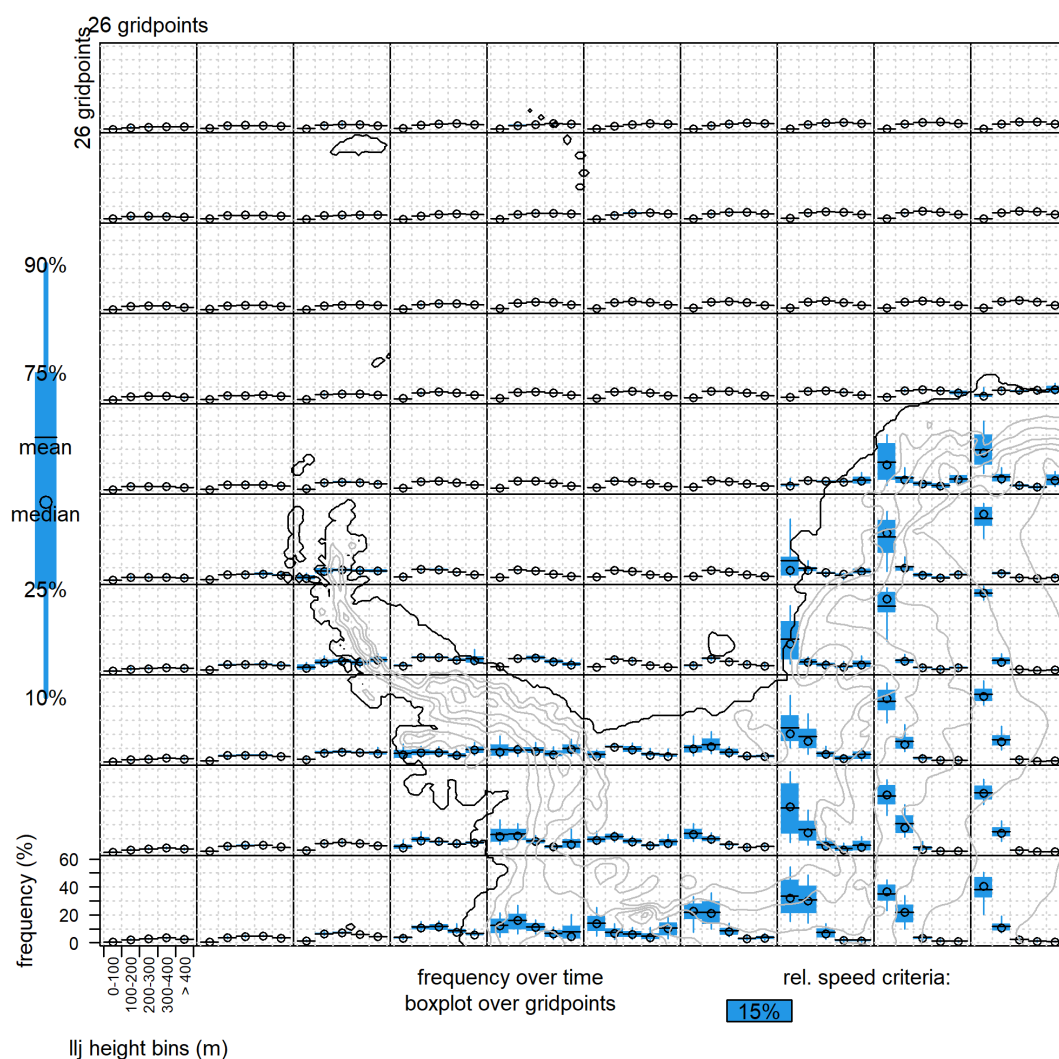 26 gridpoints
26 gridpoints
90%
75%
mean
median
25%
10%
frequency (%)
60
40
20
0
0-100
100-200
200-300
300-400
> 400
llj height bins (m)
frequency over time
boxplot over gridpoints
rel. speed criteria:
15%